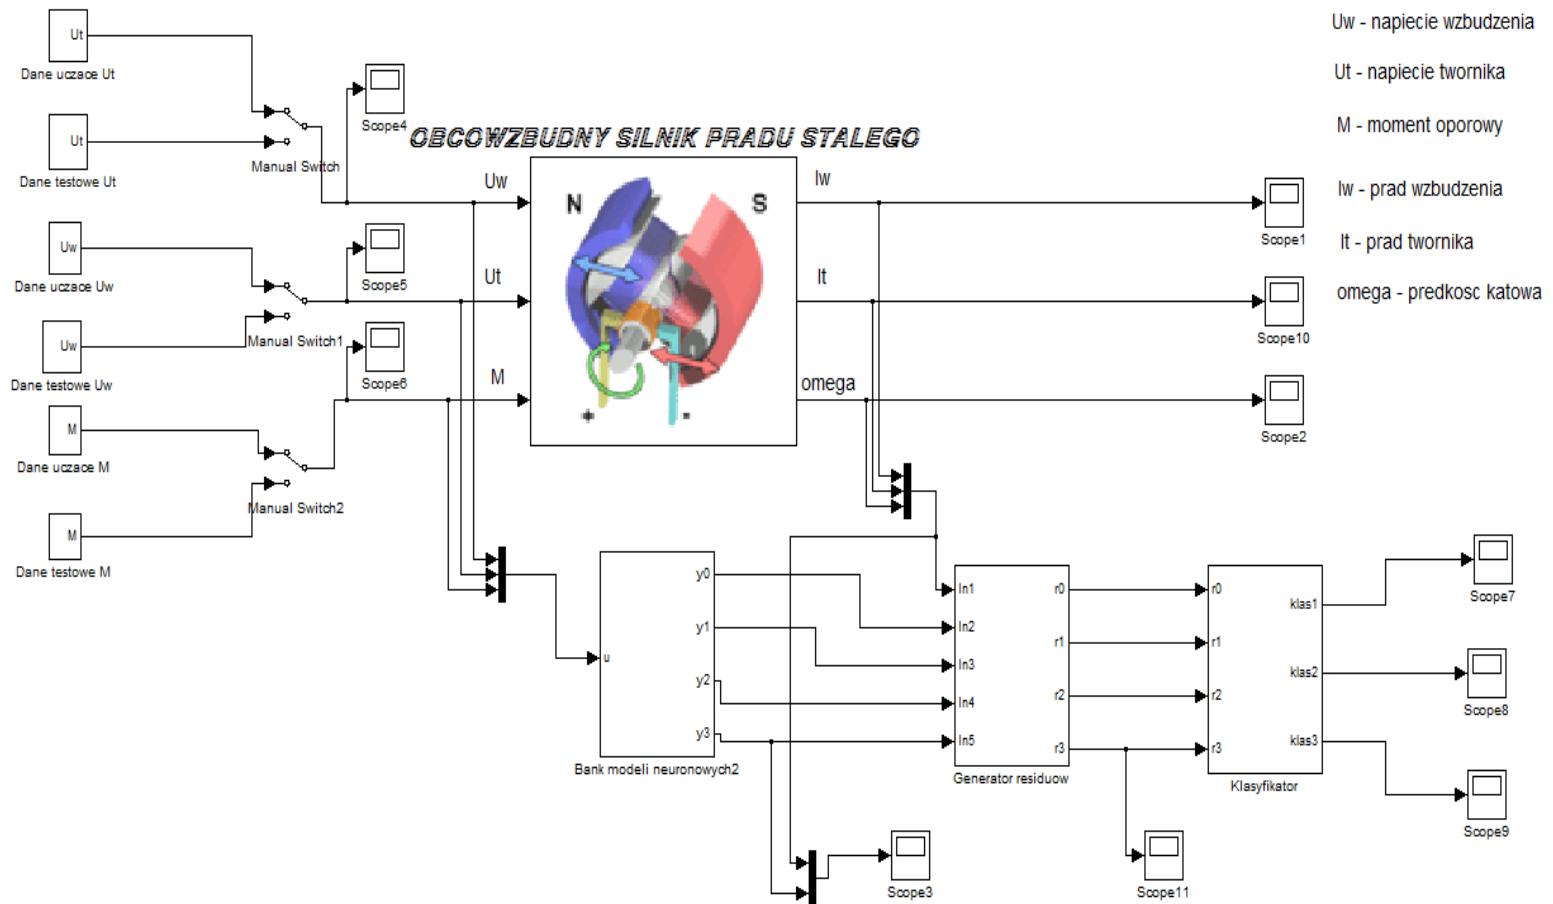 Ut
Dane uczace Ut
Ut
Dane testowe Ut
Manual Switch
Scope4
OBCOWZBUDNY SILNIK PRADU STALEGO
Uw - napiecie wzbudzenia
Ut - napiecie twornika
M - moment oporowy
Iw - prad wzbudzenia
It - prad twornika
omega - predkosc katowa
Uw
Dane uczace Uw
Uw
Dane testowe Uw
Manual Switch1
Scope5
Scope6
M
Dane uczace M
M
Dane testowe M
Manual Switch2
Uw
Ut
M
N
S
+
-
Iw
It
omega
Scope1
Scope10
Scope2
u
y0
y1
y2
y3
Bank modeli neuronowych2
In1
In2
In3
In4
In5
r0
r1
r2
r3
Generator residuow
r0
r1
r2
r3
klas1
klas2
klas3
Klasyfikator
Scope7
Scope8
Scope9
Scope3
Scope11